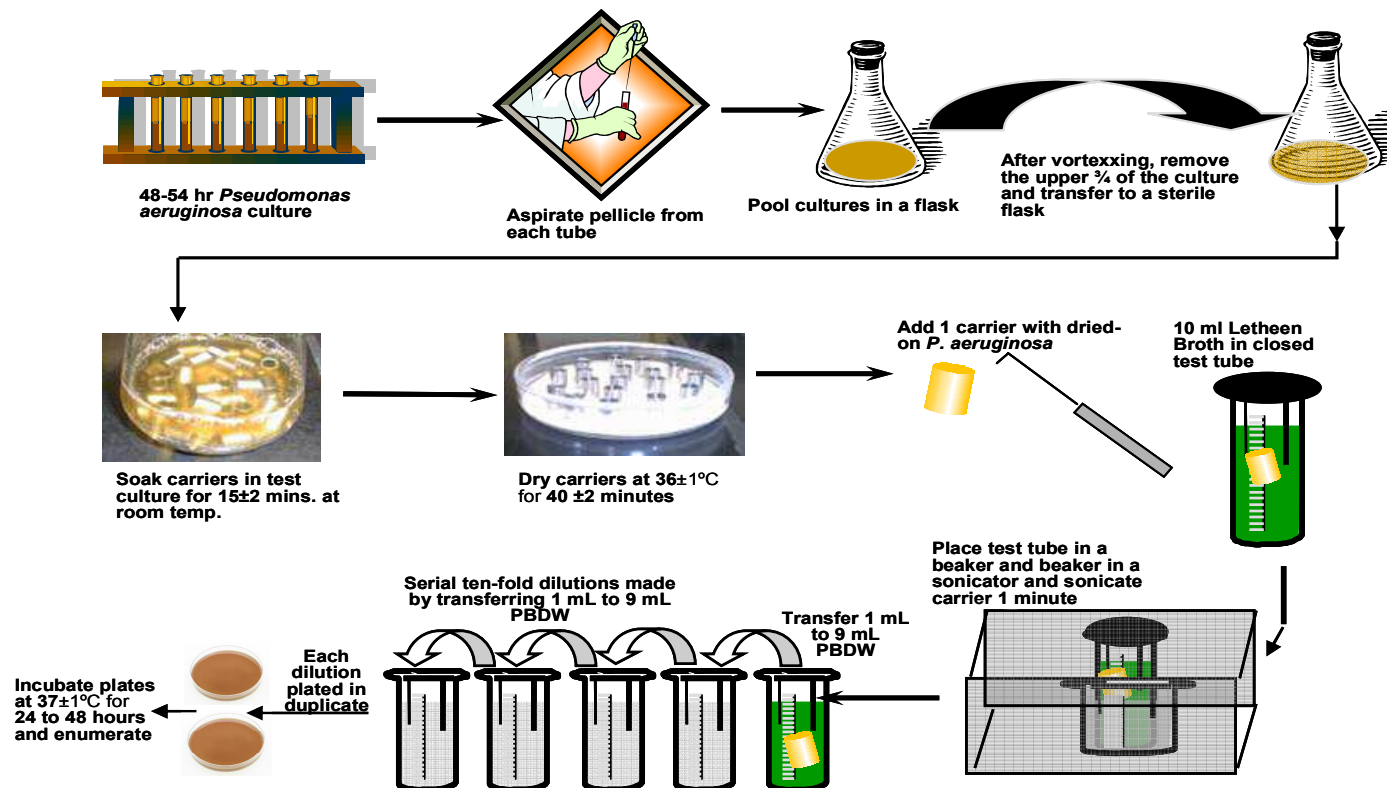 48-54 hr Pseudomonas
aeruginosa culture
Aspirate pellicle from
each tube
Pool cultures in a flask
After vortexxing, remove
the upper ¾ of the culture
and transfer to a sterile
flask
Soak carriers in test
culture for 15±2 mins. at
room temp.
Dry carriers at 36±1ºC
for 40 ±2 minutes
Add 1 carrier with dried-
on P. aeruginosa
10 ml Letheen
Broth in closed
test tube
Place test tube in a
beaker and beaker in a
sonicator and sonicate
carrier 1 minute
Transfer 1 mL
to 9 mL
PBDW
Serial ten-fold dilutions made
by transferring 1 mL to 9 mL
PBDW
Each
dilution
plated in
duplicate
Incubate plates
at 37±1ºC for
24 to 48 hours
and enumerate